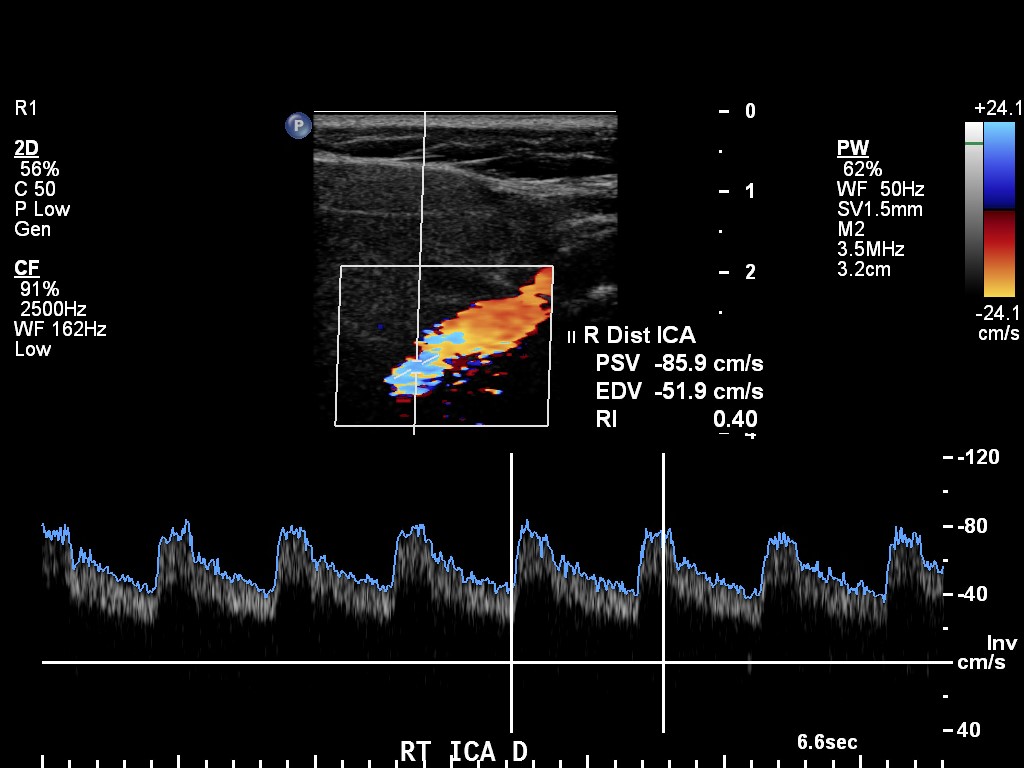 R1
P
2D
56%
C 50
P Low
Gen
CF
91%
2500Hz
WF 162Hz
Low
0
1
2
4
PW
62%
WF 50Hz
SV1.5mm
M2
3.5MHz
3.2cm
+24.1
-24.1
cm/s
R Dist ICA
PSV -85.9 cm/s
EDV -51.9 cm/s
RI 0.40
-120
-80
-40
Inv
cm/s
40
6.6sec
RT ICA D